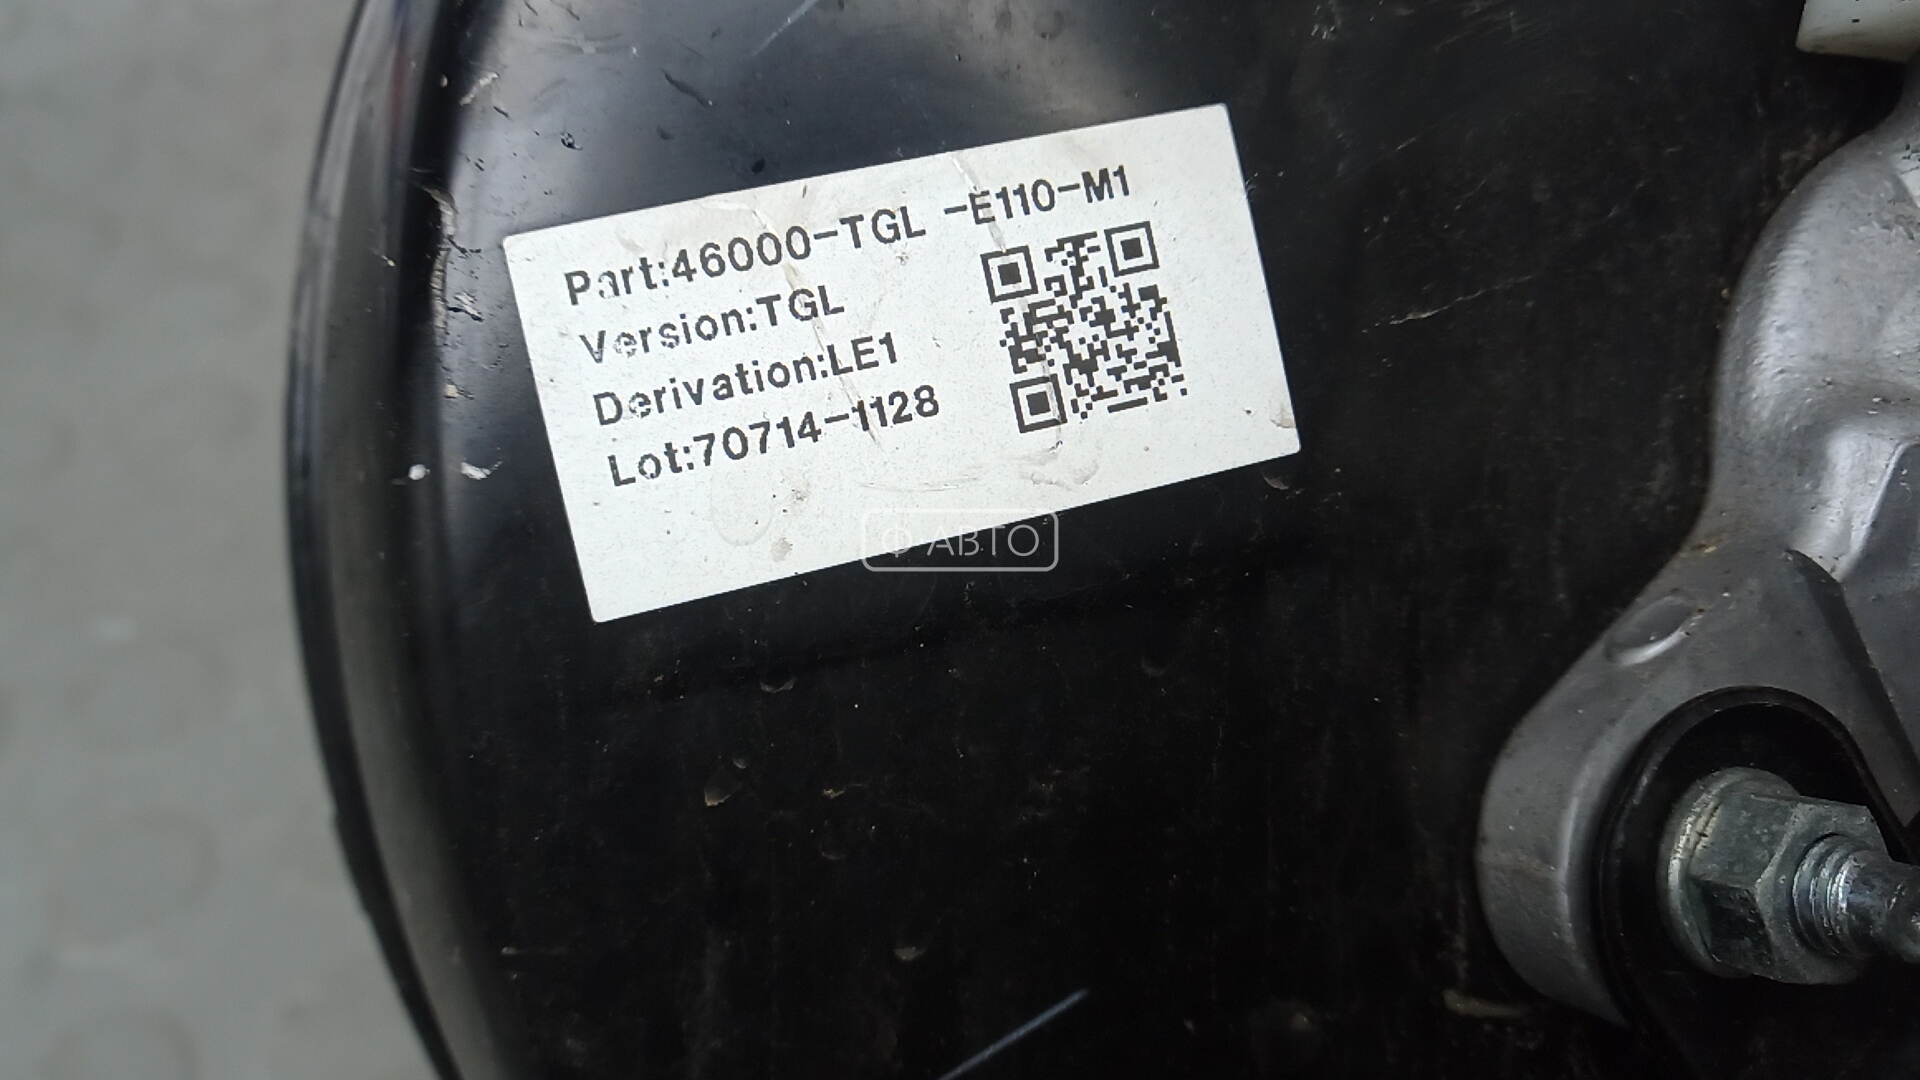 Part:46000-TGL -E110-M1
Version:TGL
Derivation:LE1
Lot:70714-1128
Ф АВТО